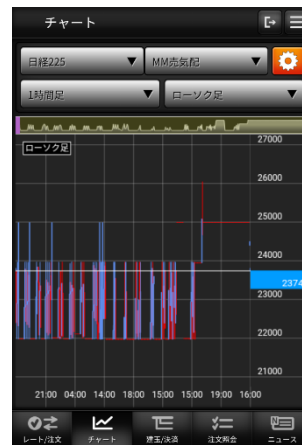 チャート
日経225 ▼ MM売気配 ▼
1時間足 ▼ ローソク足 ▼
ローソク足
27000
26000
25000
24000
2374
23000
22000
21000
21:00 04:00 14:00 18:00 15:00 15:00 19:00 16:00
レート/注文 チャート 建玉/決済 注文照会 ニュース